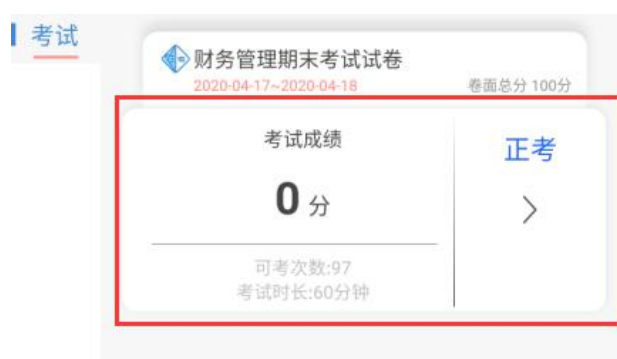 考试
财务管理期末考试试卷
2020-04-17~2020-04-18 卷面总分 100分
考试成绩
正考
0 分
可考次数:97
考试时长:60分钟